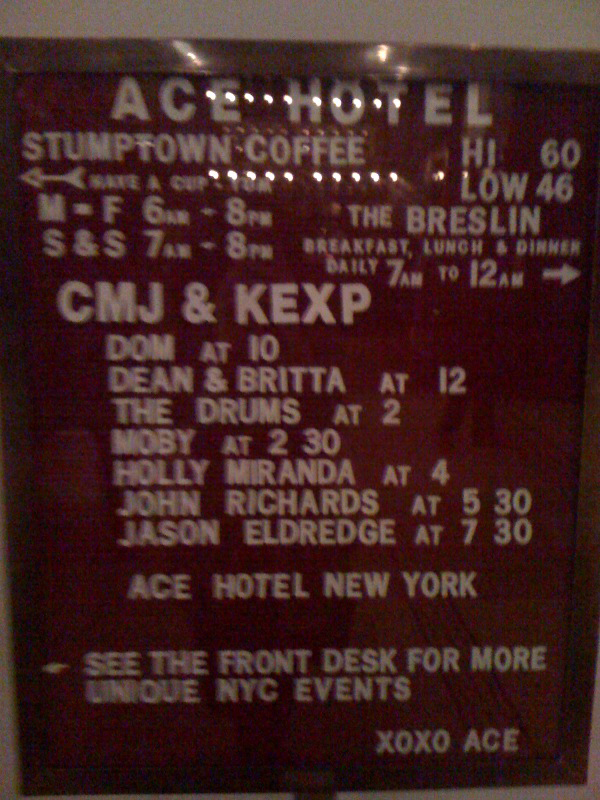 ACE HOTEL
STUMPTOWN COFFEE
HAVE A CUP
M - F 6AM - 8PM
S & S 7AM - 8PM
HI 60
LOW 46
THE BRESLIN
BREAKFAST, LUNCH & DINNER
DAILY 7AM TO 12AM
CMJ & KEXP
DOM AT 10
DEAN & BRITTA AT 12
THE DRUMS AT 2
MOBY AT 2 30
HOLLY MIRANDA AT 4
JOHN RICHARDS AT 5 30
JASON ELDREDGE AT 7 30
ACE HOTEL NEW YORK
SEE THE FRONT DESK FOR MORE
UNIQUE NYC EVENTS
XOXO ACE